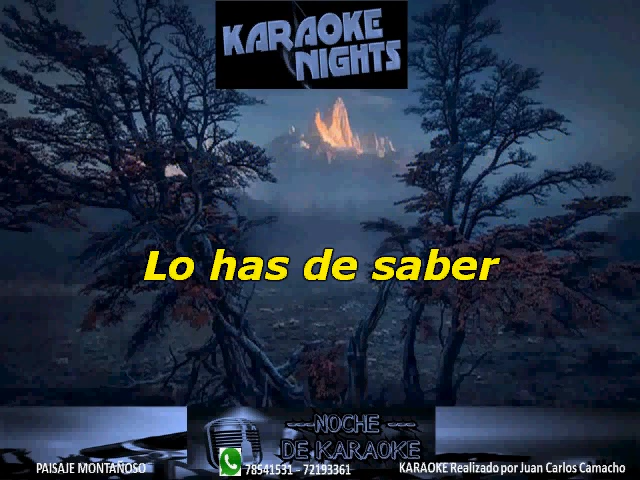 KARAOKE
NIGHTS
Lo has de saber
NOCHE
DE KARAOKE
PAISAJE MONTAÑOSO
78541531 - 72193361
KARAOKE Realizado por Juan Carlos Camacho